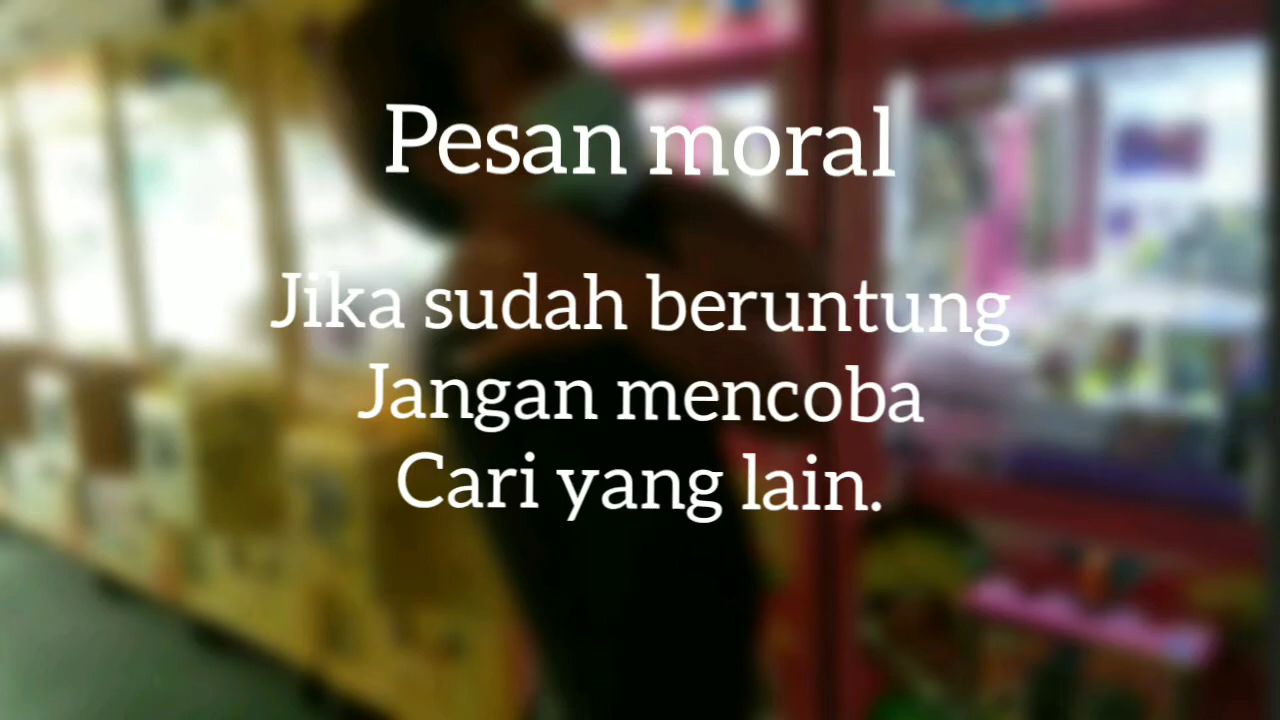 Pesan moral
Jika sudah beruntung
Jangan mencoba
Cari yang lain.